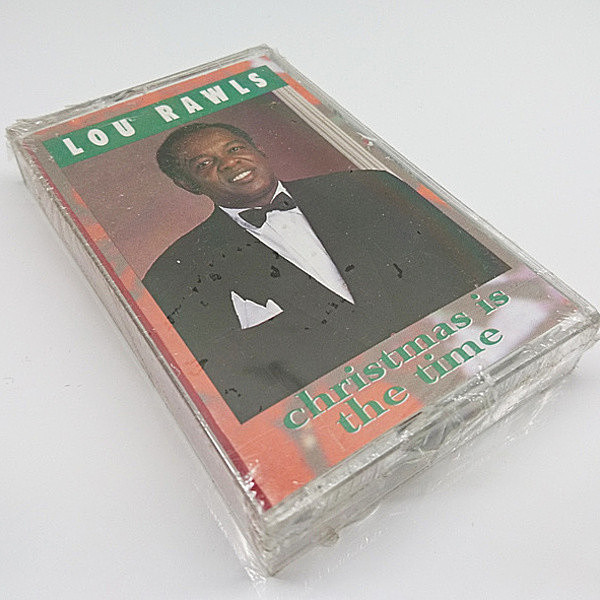 LOU RAWLS
christmas is
the time